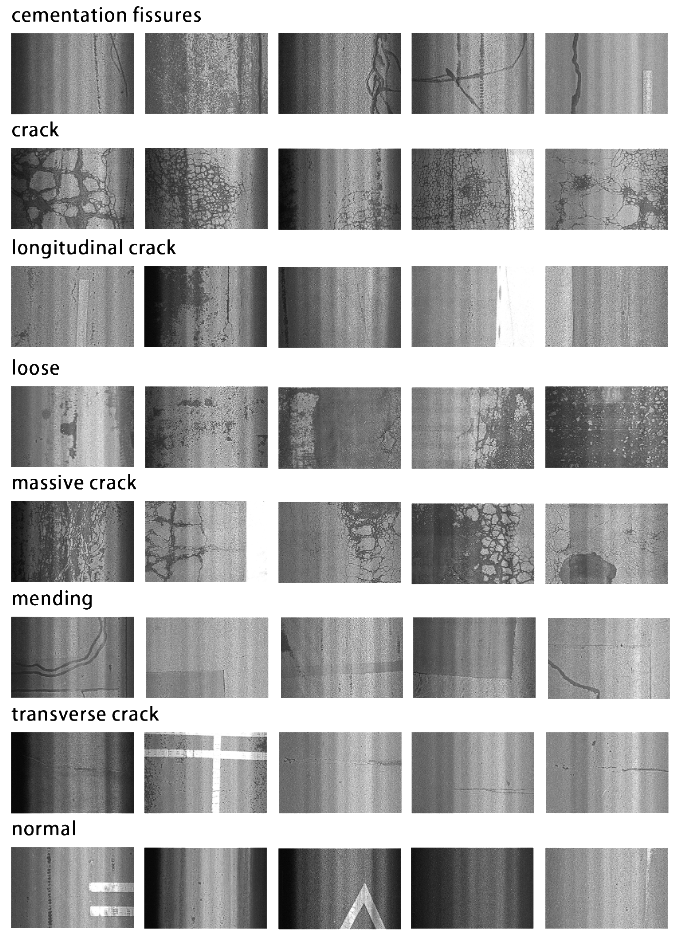 cementation fissures
crack
longitudinal crack
loose
massive crack
mending
transverse crack
normal